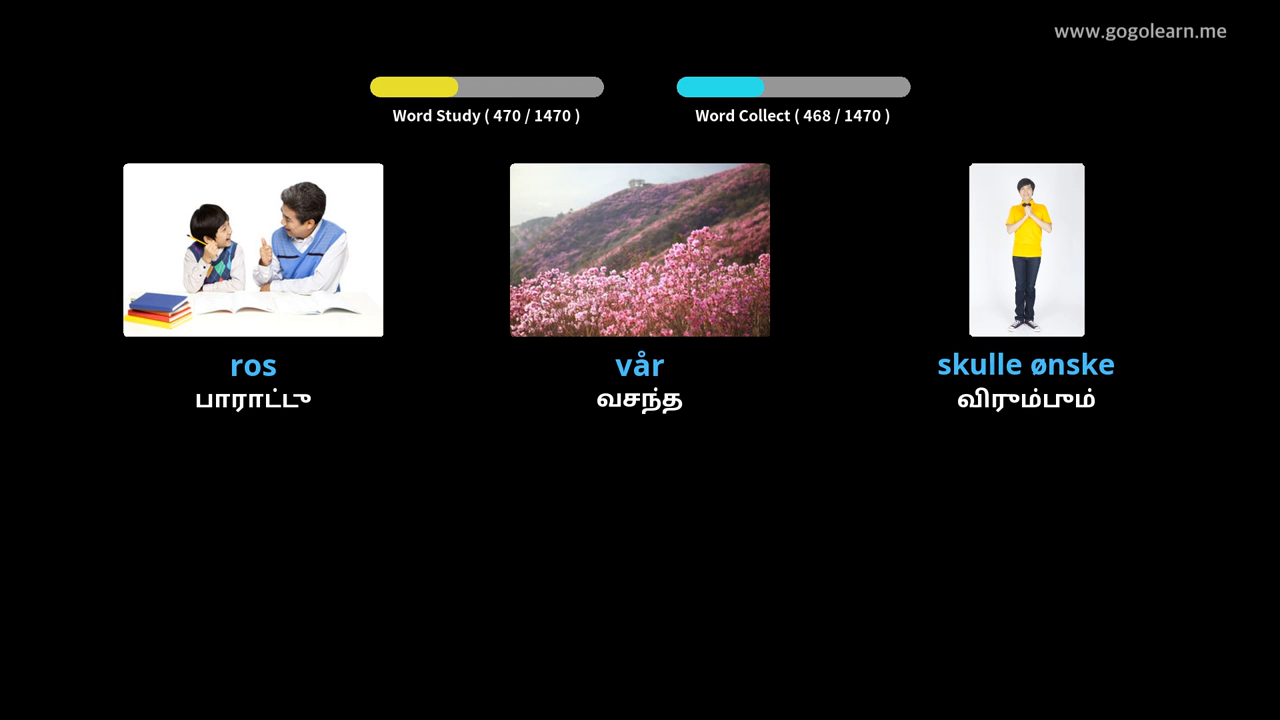 www.gogolearn.me
Word Study ( 470 / 1470 )
Word Collect ( 468 / 1470 )
ros
பாராட்டு
vår
வசந்த
skulle ønske
விரும்பும்